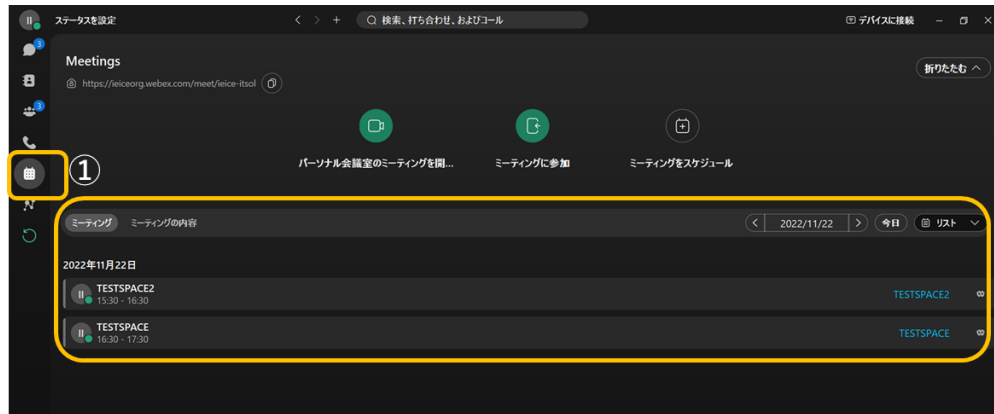 ステータスを設定
検索、打ち合わせ、およびコール
デバイスに接続
3
Meetings
https://ieiceorg.webex.com/meet/ieice-itsol
折りたたむ
3
パーソナル会議室のミーティングを開...
ミーティングに参加
ミーティングをスケジュール
①
ミーティング
ミーティングの内容
2022/11/22
今日
リスト
2022年11月22日
TESTSPACE2
15:30 - 16:30
TESTSPACE2
TESTSPACE
16:30 - 17:30
TESTSPACE